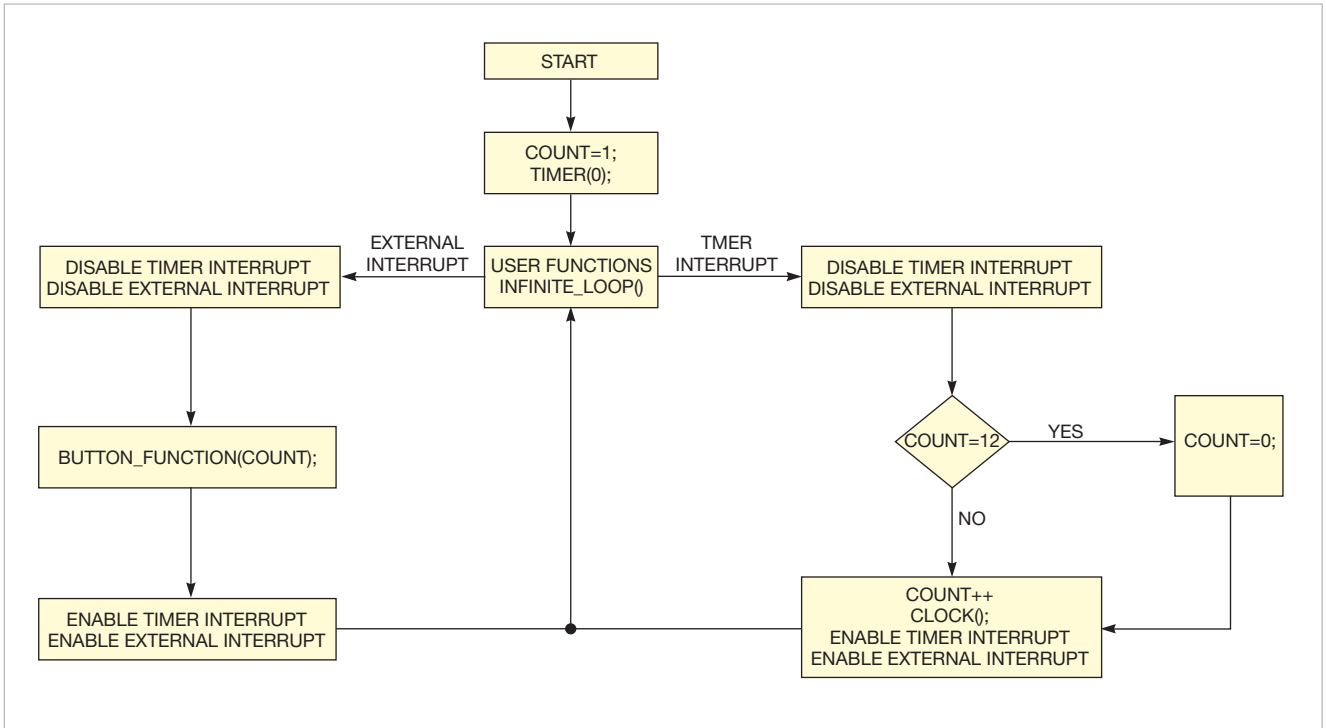 START
COUNT=1;
TIMER(0);
EXTERNAL
INTERRUPT
USER FUNCTIONS
INFINITE_LOOP()
TMER
INTERRUPT
DISABLE TIMER INTERRUPT
DISABLE EXTERNAL INTERRUPT
DISABLE TIMER INTERRUPT
DISABLE EXTERNAL INTERRUPT
BUTTON_FUNCTION(COUNT);
COUNT=12
YES
COUNT=0;
NO
ENABLE TIMER INTERRUPT
ENABLE EXTERNAL INTERRUPT
COUNT++
CLOCK();
ENABLE TIMER INTERRUPT
ENABLE EXTERNAL INTERRUPT